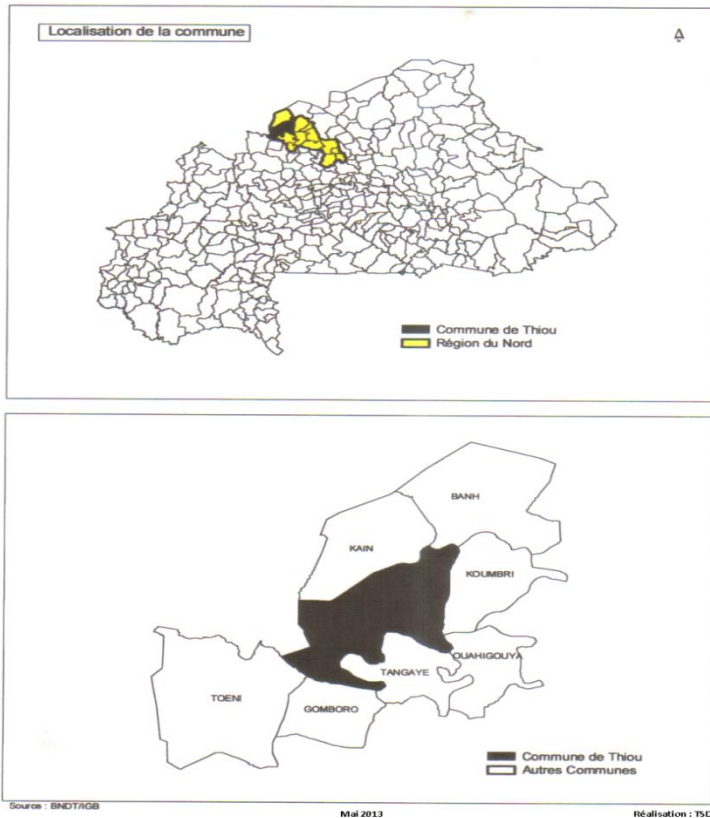 Localisation de la commune
Commune de Thiou
Région du Nord
BANH
KAIN
KOUMBRI
OUAHIGOUYA
TANGAYE
TOENI
GOMBORO
Commune de Thiou
Autres Communes
Source : BNDT/IGB
Mai 2013
Réalisation : TSD